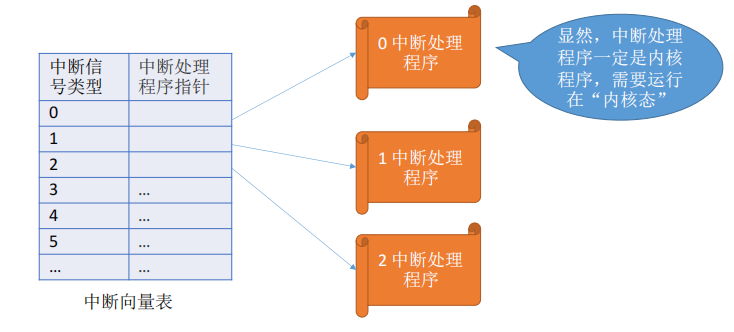 中断信
号类型
中断处理
程序指针
0
1
2
3
…
4
…
5
…
…
…
中断向量表
0 中断处理
程序
1 中断处理
程序
2 中断处理
程序
显然，中断处理
程序一定是内核
程序，需要运行
在“内核态”